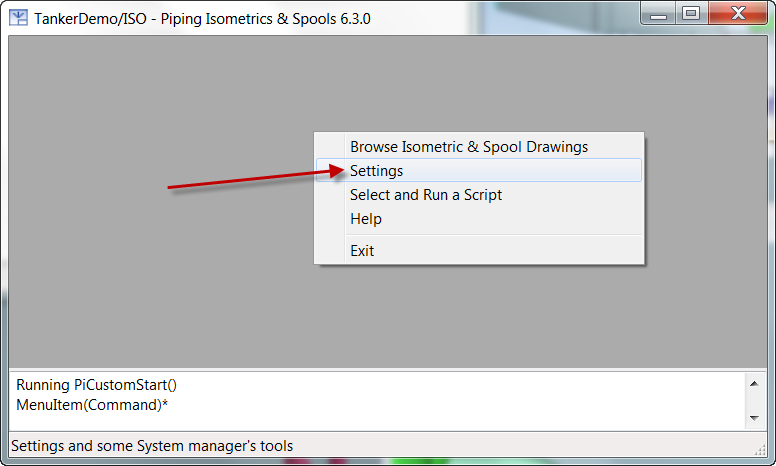 TankerDemo/ISO - Piping Isometrics & Spools 6.3.0
Browse Isometric & Spool Drawings
Settings
Select and Run a Script
Help
Exit
Running PiCustomStart()
MenuItem(Command)*
Settings and some System manager's tools